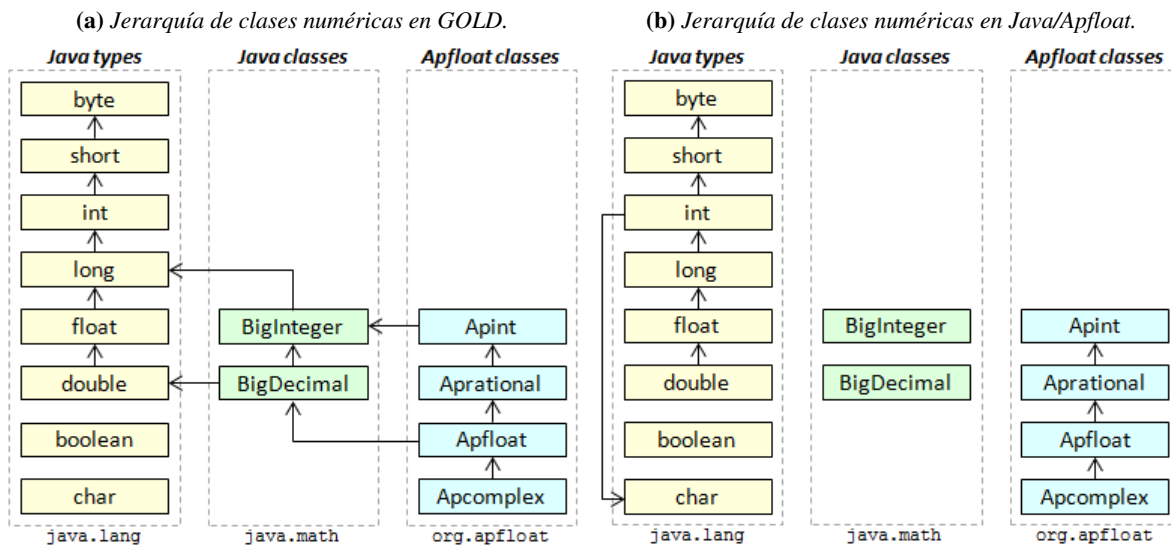 (a) Jerarquía de clases numéricas en GOLD.
Java types
Java classes
Apfloat classes
byte
short
int
long
float
BigInteger
Apint
double
BigDecimal
Aprational
boolean
Apfloat
char
Apcomplex
java.lang
java.math
org.apfloat
(b) Jerarquía de clases numéricas en Java/Apfloat.
Java types
Java classes
Apfloat classes
byte
short
int
long
float
BigInteger
Apint
double
BigDecimal
Aprational
boolean
Apfloat
char
Apcomplex
java.lang
java.math
org.apfloat